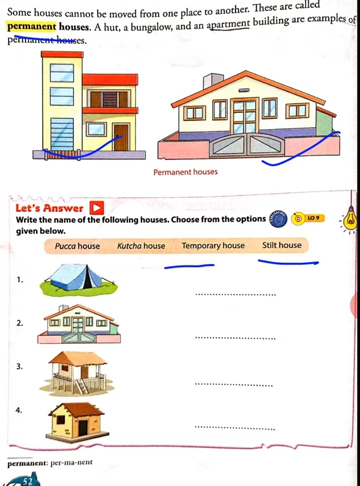 Some houses cannot be moved from one place to another. These are called
permanent houses. A hut, a bungalow, and an apartment building are examples of
permanent houses.
Permanent houses
Let's Answer
Write the name of the following houses. Choose from the options
given below.
LO 9
Pucca house Kutcha house Temporary house Stilt house
1.
2.
3.
4.
permanent: per-ma-nent
52